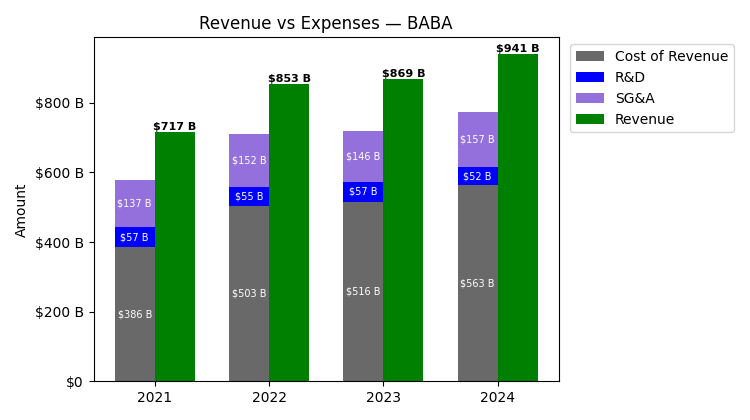 Revenue vs Expenses — BABA
Amount
$800 B
$600 B
$400 B
$200 B
$0
2021
2022
2023
2024
$717 B
$853 B
$869 B
$941 B
$137 B
$57 B
$386 B
$152 B
$55 B
$503 B
$146 B
$57 B
$516 B
$157 B
$52 B
$563 B
Cost of Revenue
R&D
SG&A
Revenue